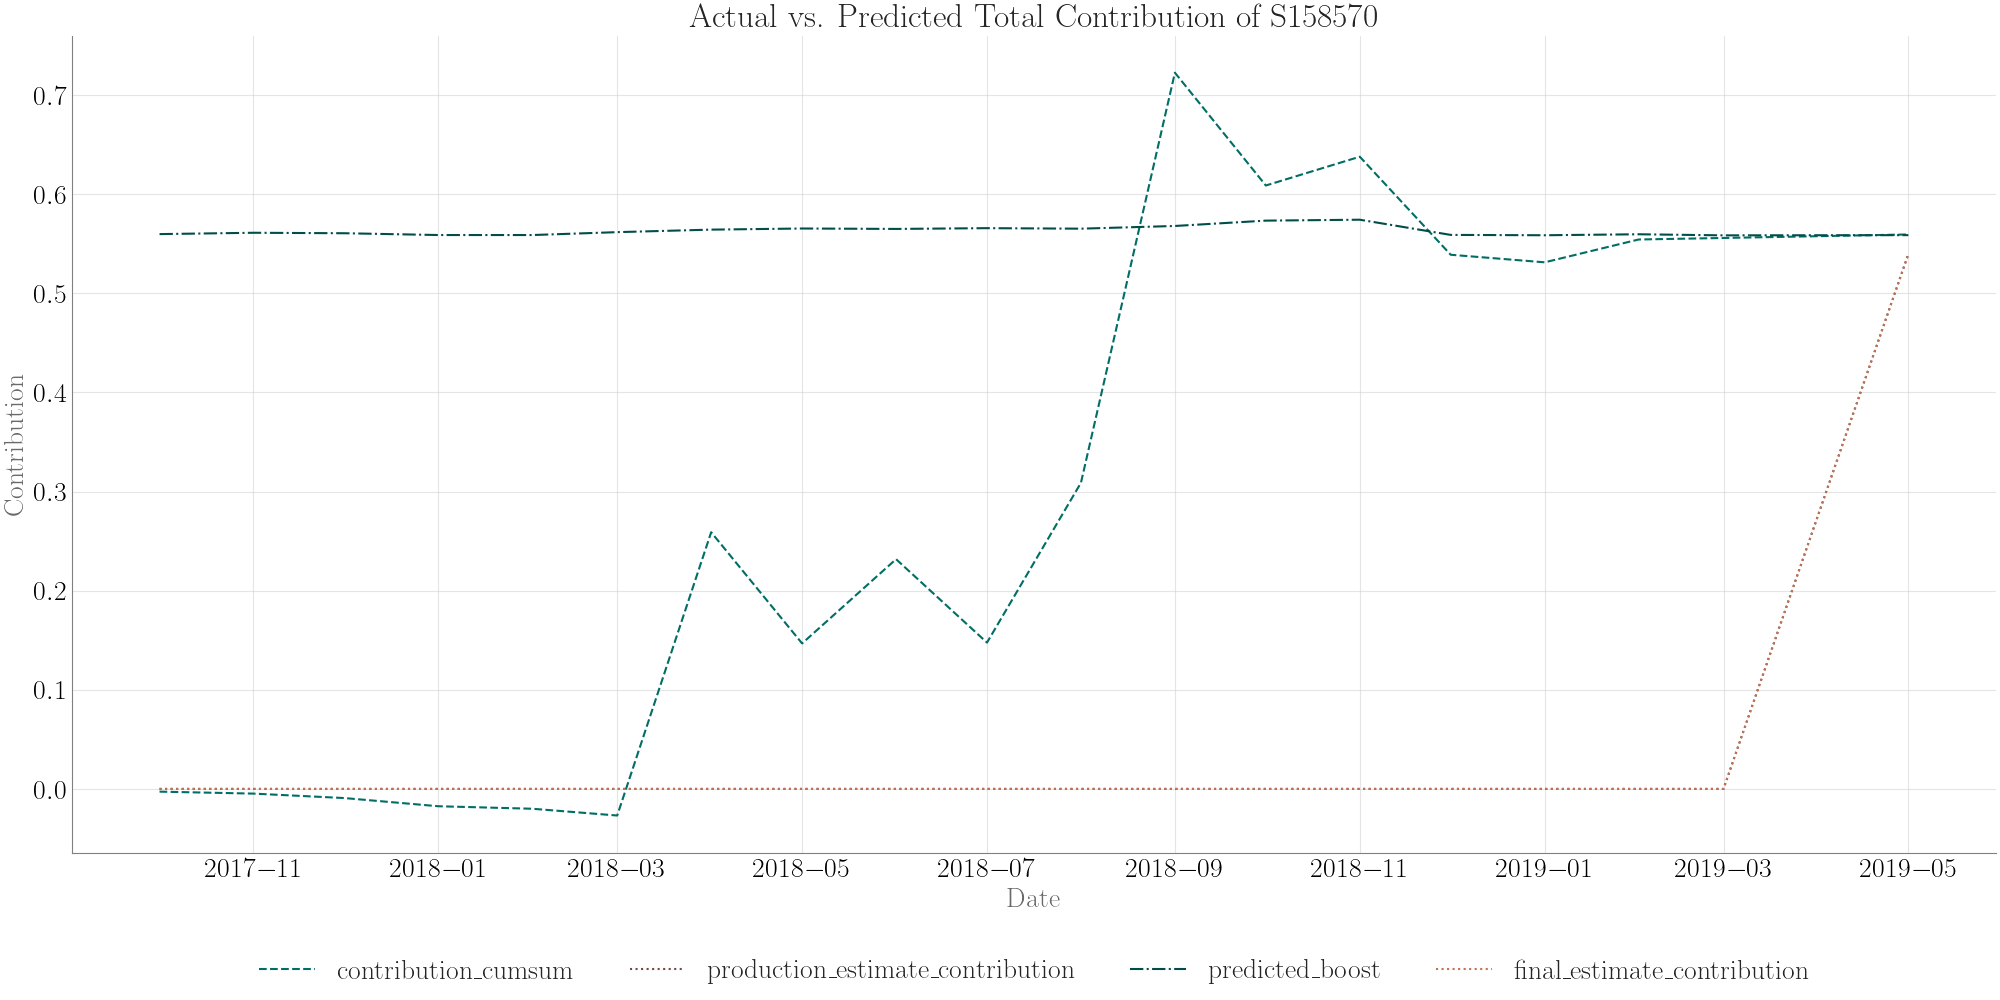 Actual vs. Predicted Total Contribution of S158570
Contribution
0.7
0.6
0.5
0.4
0.3
0.2
0.1
0.0
2017−11 2018−01 2018−03 2018−05 2018−07 2018−09 2018−11 2019−01 2019−03 2019−05
Date
contribution_cumsum production_estimate_contribution predicted_boost final_estimate_contribution